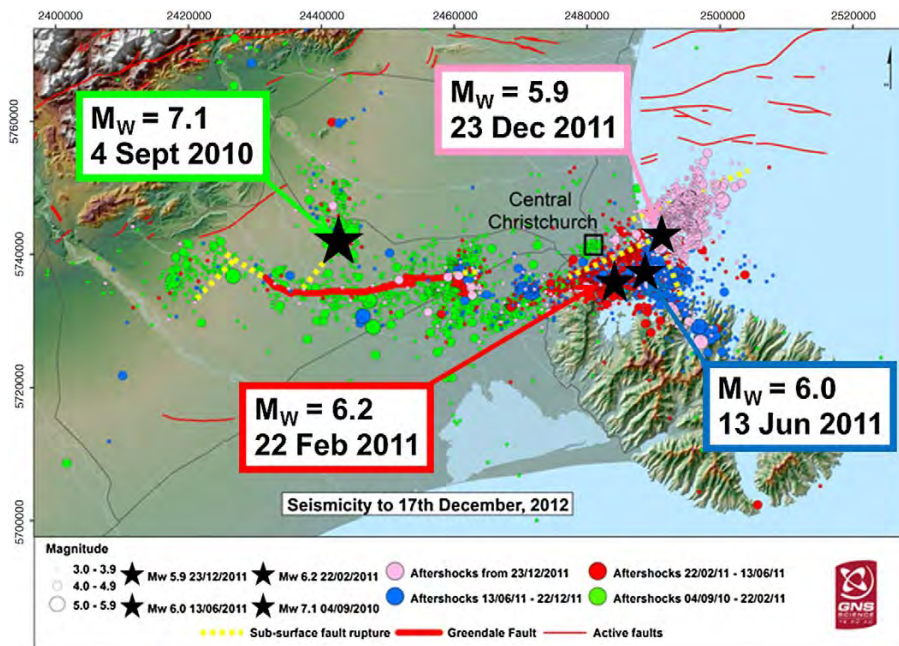 2400000 2420000 2440000 2460000 2480000 2500000 2520000
5760000
5740000
5720000
5700000
M_W = 7.1
4 Sept 2010
M_W = 5.9
23 Dec 2011
Central
Christchurch
M_W = 6.2
22 Feb 2011
M_W = 6.0
13 Jun 2011
Seismicity to 17th December, 2012
Magnitude
3.0 - 3.9
4.0 - 4.9
5.0 - 5.9
Mw 5.9 23/12/2011
Mw 6.0 13/06/2011
Mw 6.2 22/02/2011
Mw 7.1 04/09/2010
Aftershocks from 23/12/2011
Aftershocks 13/06/11 - 22/12/11
Aftershocks 22/02/11 - 13/06/11
Aftershocks 04/09/10 - 22/02/11
Sub-surface fault rupture
Greendale Fault
Active faults
GNS
SCIENCE